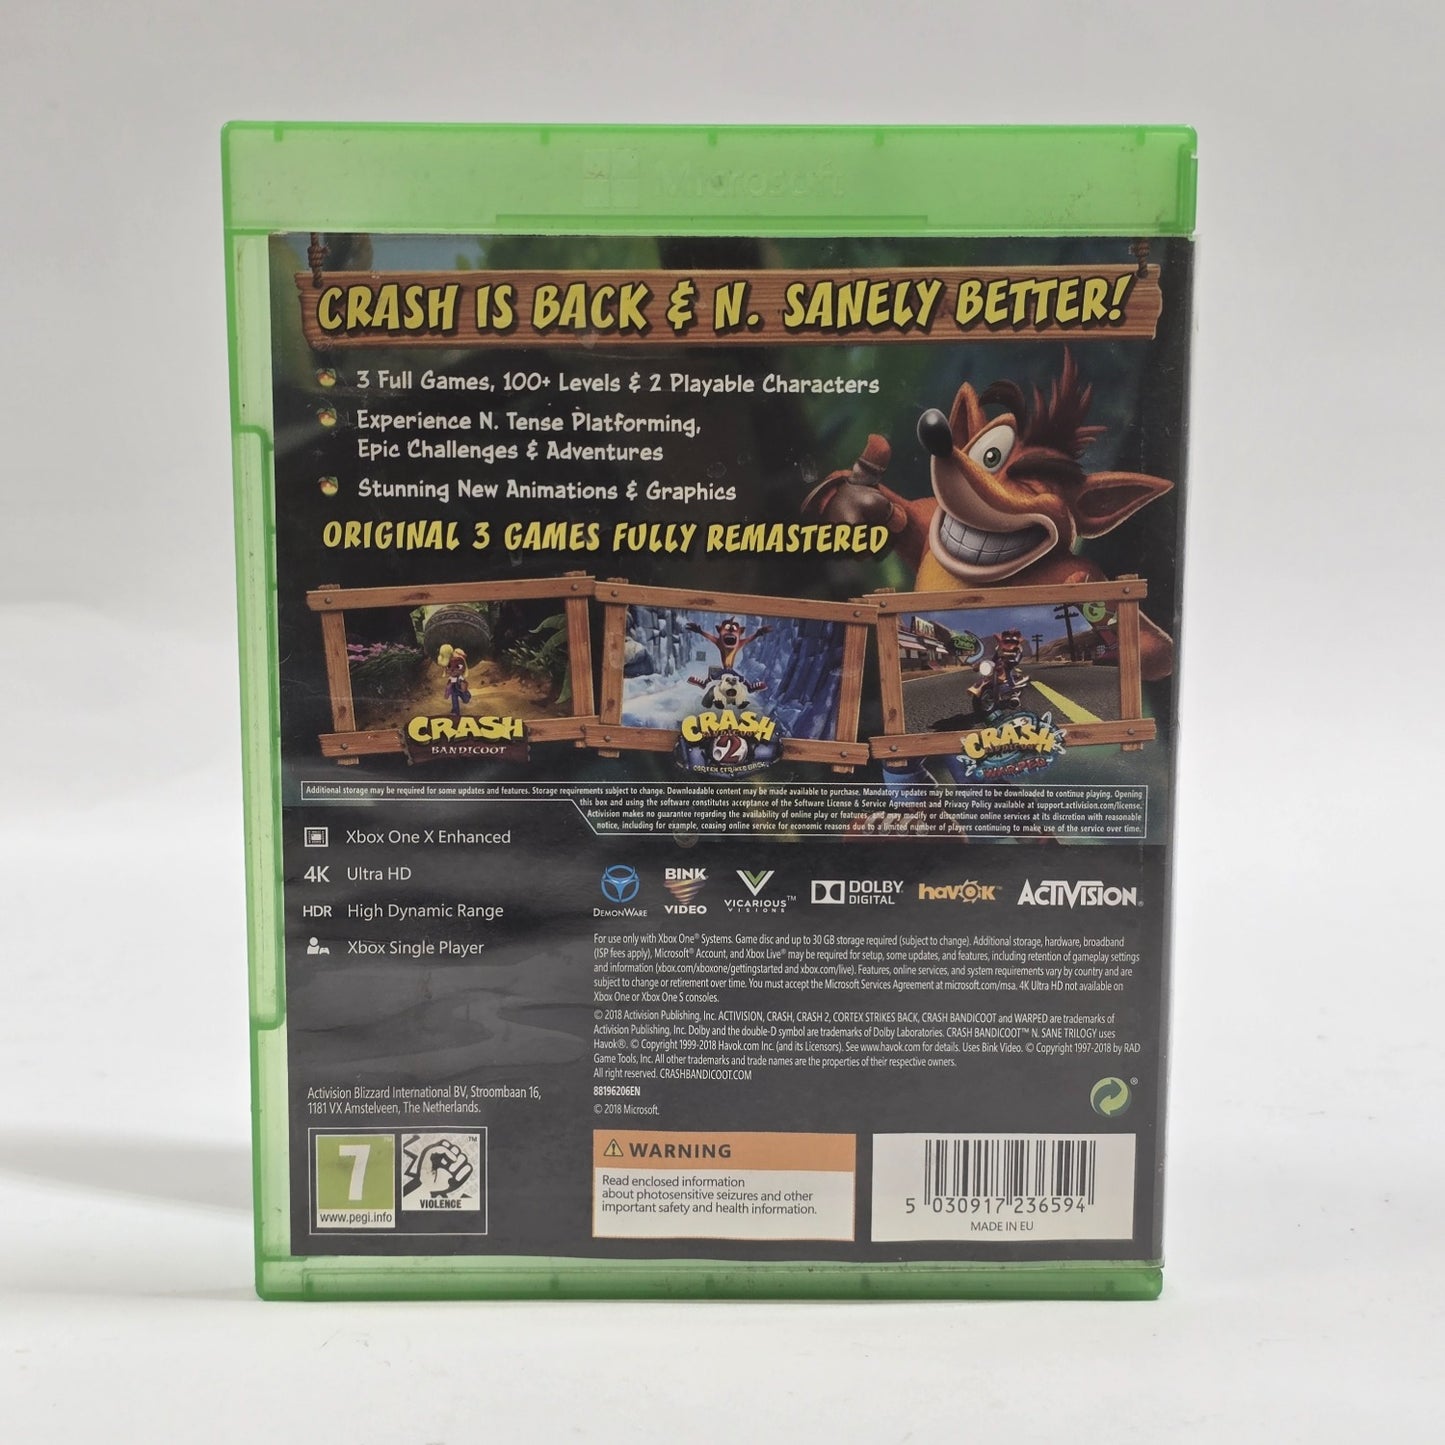 Microsoft
CRASH IS BACK & N. SANELY BETTER!
3 Full Games, 100+ Levels & 2 Playable Characters
Experience N. Tense Platforming,
Epic Challenges & Adventures
Stunning New Animations & Graphics
ORIGINAL 3 GAMES FULLY REMASTERED
CRASH
BANDICOOT
CRASH
BANDICOOT
2
CORTEX STRIKES BACK
CRASH
BANDICOOT
WARPED
Additional storage may be required for some updates and features. Storage requirements subject to change. Downloadable content may be made available to purchase. Mandatory updates may be required to be downloaded to continue playing. Opening
this box and using the software constitutes acceptance of the Software License & Service Agreement and Privacy Policy available at support.activision.com/license.
Activision makes no guarantee regarding the availability of online play or features, and may modify or discontinue online services at its discretion with reasonable
notice, including for example, ceasing online service for economic reasons due to a limited number of players continuing to make use of the service over time.
Xbox One X Enhanced
4K Ultra HD
HDR High Dynamic Range
Xbox Single Player
DEMONWARE
BINK
VIDEO
VICARIOUS™
VISIONS
DOLBY
DIGITAL
havok™
ACTIVISION®
For use only with Xbox One® Systems. Game disc and up to 30 GB storage required (subject to change). Additional storage, hardware, broadband
(ISP fees apply), Microsoft® Account, and Xbox Live® may be required for setup, some updates, and features, including retention of gameplay settings
and information (xbox.com/xboxone/gettingstarted and xbox.com/live). Features, online services, and system requirements vary by country and are
subject to change or retirement over time. You must accept the Microsoft Services Agreement at microsoft.com/msa. 4K Ultra HD not available on
Xbox One or Xbox One S consoles.
© 2018 Activision Publishing, Inc. ACTIVISION, CRASH, CRASH 2, CORTEX STRIKES BACK, CRASH BANDICOOT and WARPED are trademarks of
Activision Publishing, Inc. Dolby and the double-D symbol are trademarks of Dolby Laboratories. CRASH BANDICOOT™ N. SANE TRILOGY uses
Havok®. © Copyright 1999-2018 Havok.com Inc. (and its Licensors). See www.havok.com for details. Uses Bink Video. © Copyright 1997-2018 by RAD
Game Tools, Inc. All other trademarks and trade names are the properties of their respective owners.
All right reserved. CRASHBANDICOOT.COM
88196206EN
© 2018 Microsoft.
Activision Blizzard International BV, Stroombaan 16,
1181 VX Amstelveen, The Netherlands.
7™
www.pegi.info
™
VIOLENCE
WARNING
Read enclosed information
about photosensitive seizures and other
important safety and health information.
®
5 030917 236594
MADE IN EU